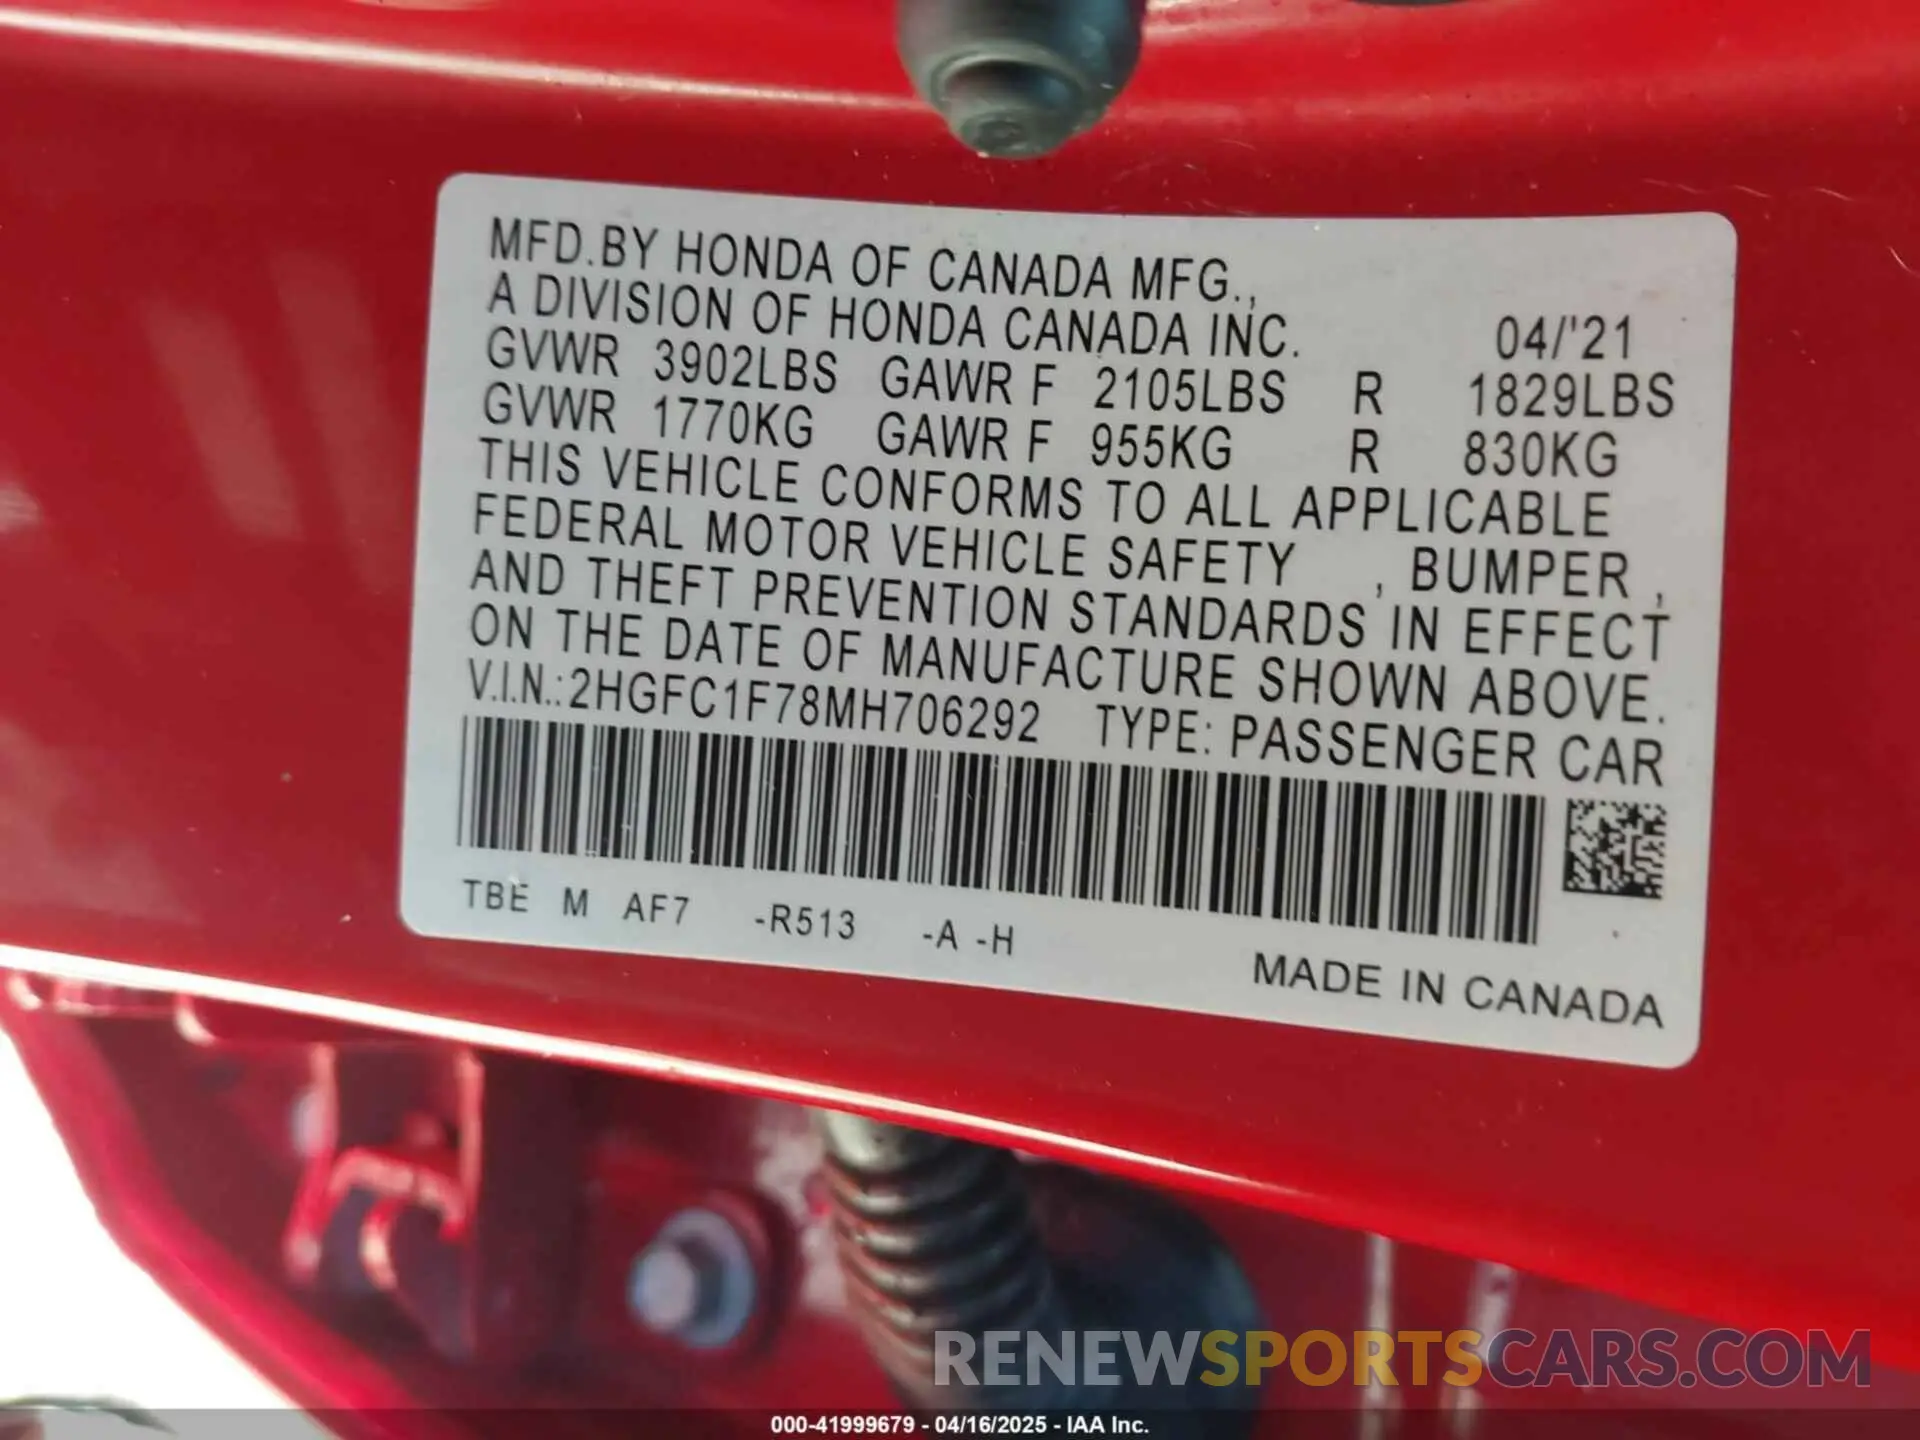 MFD.BY HONDA OF CANADA MFG.,
A DIVISION OF HONDA CANADA INC. 04/'21
GVWR 3902LBS GAWR F 2105LBS R 1829LBS
GVWR 1770KG GAWR F 955KG R 830KG
THIS VEHICLE CONFORMS TO ALL APPLICABLE
FEDERAL MOTOR VEHICLE SAFETY , BUMPER ,
AND THEFT PREVENTION STANDARDS IN EFFECT
ON THE DATE OF MANUFACTURE SHOWN ABOVE.
V.I.N.:2HGFC1F78MH706292 TYPE: PASSENGER CAR
TBE M AF7 -R513 -A -H
MADE IN CANADA
RENEWSPORTSCARS.COM
000-41999679 - 04/16/2025 - IAA Inc.